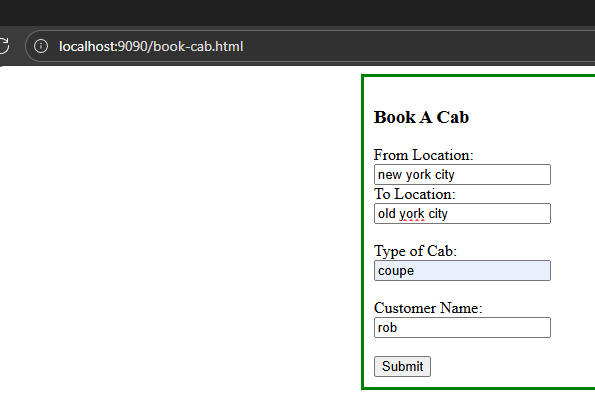 localhost:9090/book-cab.html
Book A Cab
From Location:
new york city
To Location:
old york city
Type of Cab:
coupe
Customer Name:
rob
Submit